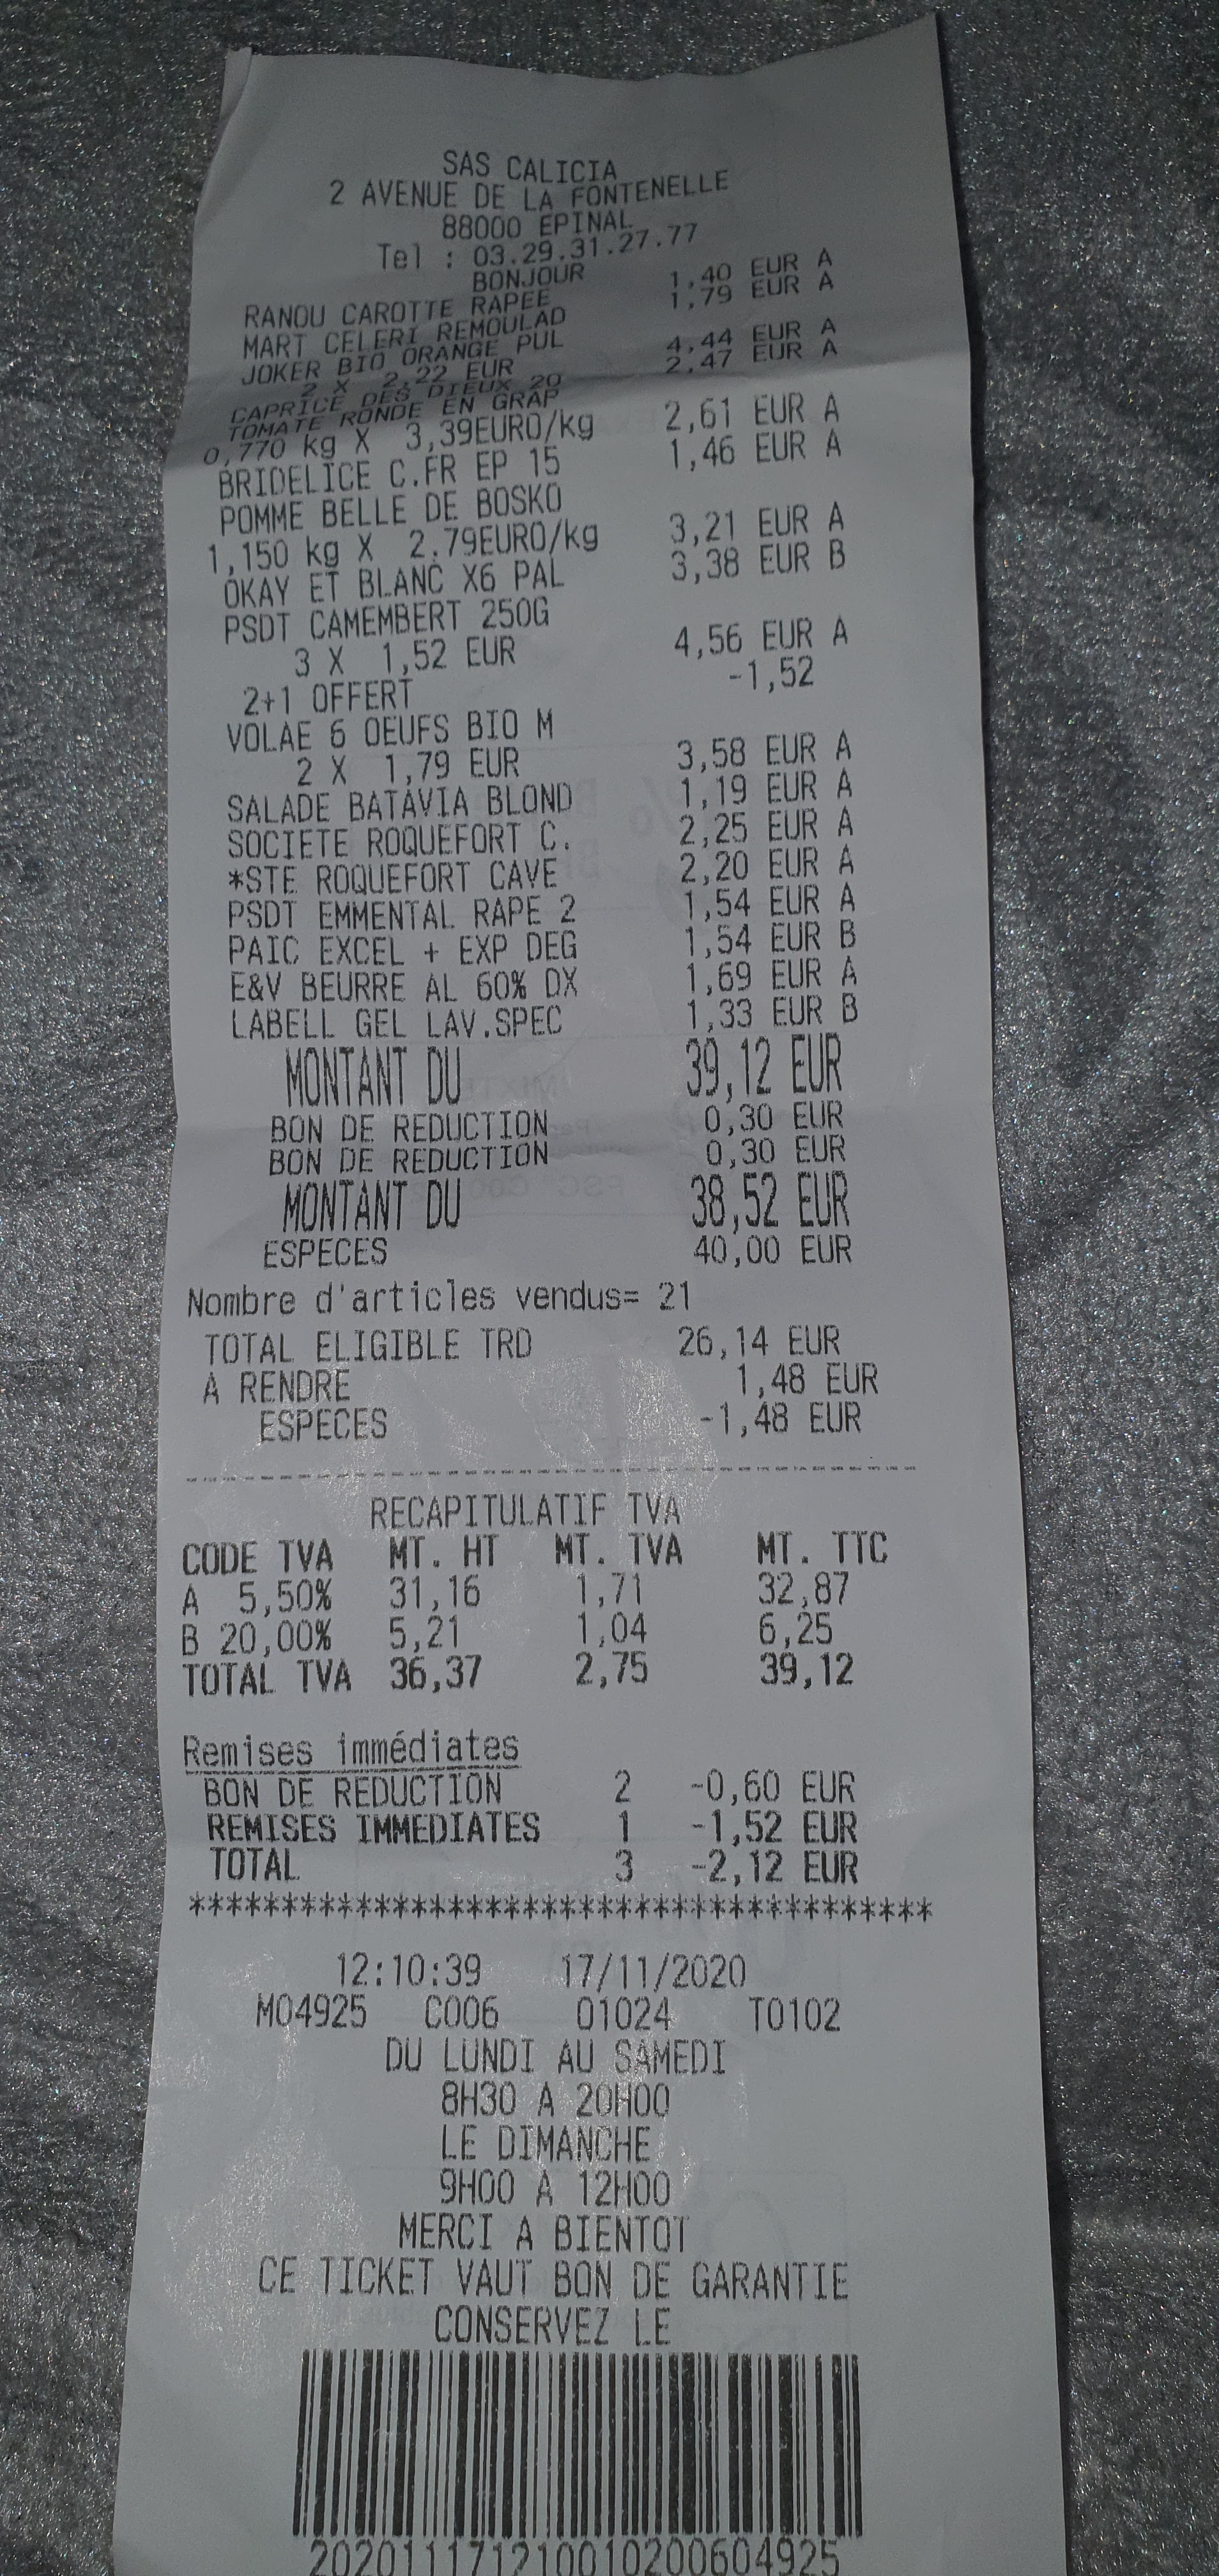 SAS CALICIA
2 AVENUE DE LA FONTENELLE
88000 EPINAL
Tel : 03.29.31.27.77
BONJOUR
RANOU CAROTTE RAPEE 1,40 EUR A
MART CELERI REMOULAD 1,79 EUR A
JOKER BIO ORANGE PUL
2 X 2,22 EUR 4,44 EUR A
CAPRICE DES DIEUX 20 2,47 EUR A
TOMATE RONDE EN GRAP
0,770 kg X 3,39EURO/kg 2,61 EUR A
BRIDELICE C.FR EP 15 1,46 EUR A
POMME BELLE DE BOSKO
1,150 kg X 2.79EURO/kg 3,21 EUR A
OKAY ET BLANC X6 PAL 3,38 EUR B
PSDT CAMEMBERT 250G
3 X 1,52 EUR 4,56 EUR A
2+1 OFFERT -1,52
VOLAE 6 OEUFS BIO M
2 X 1,79 EUR 3,58 EUR A
SALADE BATAVIA BLOND 1,19 EUR A
SOCIETE ROQUEFORT C. 2,25 EUR A
*STE ROQUEFORT CAVE 2,20 EUR A
PSDT EMMENTAL RAPE 2 1,54 EUR A
PAIC EXCEL + EXP DEG 1,54 EUR B
E&V BEURRE AL 60% DX 1,69 EUR A
LABELL GEL LAV.SPEC 1,33 EUR B
MONTANT DU 39,12 EUR
BON DE REDUCTION 0,30 EUR
BON DE REDUCTION 0,30 EUR
MONTANT DU 38,52 EUR
ESPECES 40,00 EUR
Nombre d'articles vendus= 21
TOTAL ELIGIBLE TRD 26,14 EUR
A RENDRE 1,48 EUR
ESPECES -1,48 EUR
RECAPITULATIF TVA
CODE TVA MT. HT MT. TVA MT. TTC
A 5,50% 31,16 1,71 32,87
B 20,00% 5,21 1,04 6,25
TOTAL TVA 36,37 2,75 39,12
Remises immédiates
BON DE REDUCTION 2 -0,60 EUR
REMISES IMMEDIATES 1 -1,52 EUR
TOTAL 3 -2,12 EUR
****************************************
12:10:39 17/11/2020
M04925 C006 01024 T0102
DU LUNDI AU SAMEDI
8H30 A 20H00
LE DIMANCHE
9H00 A 12H00
MERCI A BIENTOT
CE TICKET VAUT BON DE GARANTIE
CONSERVEZ LE
2020111712100102006​04925